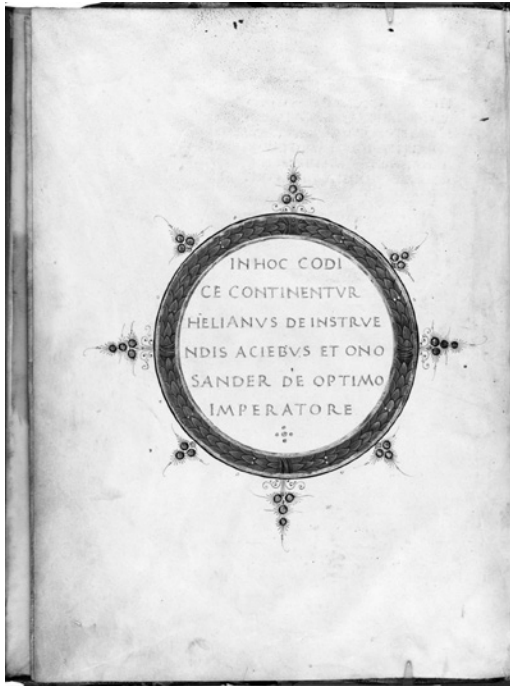 INHOC CODI
CE CONTINENTVR
HELIANVS DE INSTRVE
NDIS ACIEBVS ET ONO
SANDER DE OPTIMO
IMPERATORE